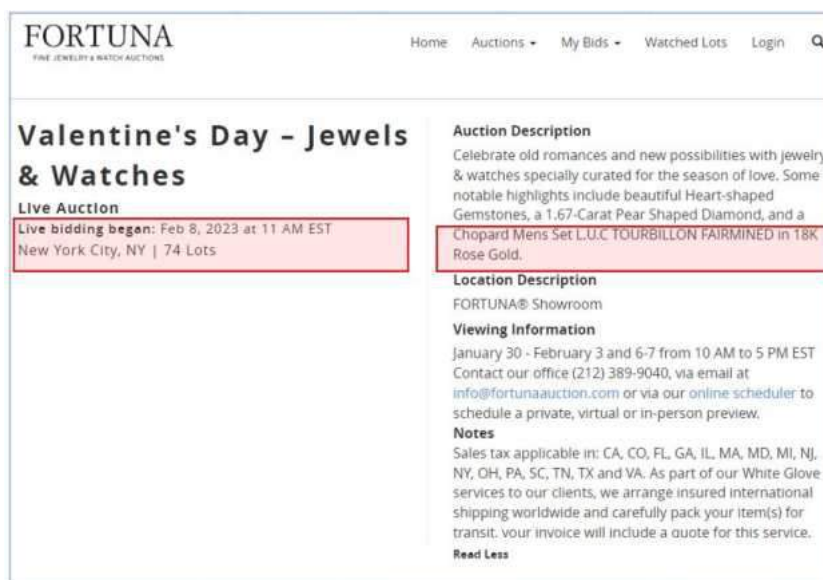 FORTUNA
FINE JEWELRY & WATCH AUCTIONS
Home Auctions My Bids Watched Lots Login
Valentine's Day – Jewels
& Watches
Live Auction
Live bidding began: Feb 8, 2023 at 11 AM EST
New York City, NY | 74 Lots
Auction Description
Celebrate old romances and new possibilities with jewelry
& watches specially curated for the season of love. Some
notable highlights include beautiful Heart-shaped
Gemstones, a 1.67-Carat Pear Shaped Diamond, and a
Chopard Mens Set L.U.C TOURBILLON FAIRMINED in 18K
Rose Gold.
Location Description
FORTUNA® Showroom
Viewing Information
January 30 - February 3 and 6-7 from 10 AM to 5 PM EST
Contact our office (212) 389-9040, via email at
info@fortunaauction.com or via our online scheduler to
schedule a private, virtual or in-person preview.
Notes
Sales tax applicable in: CA, CO, FL, GA, IL, MA, MD, MI, NJ,
NY, OH, PA, SC, TN, TX and VA. As part of our White Glove
services to our clients, we arrange insured international
shipping worldwide and carefully pack your item(s) for
transit. your invoice will include a quote for this service.
Read Less